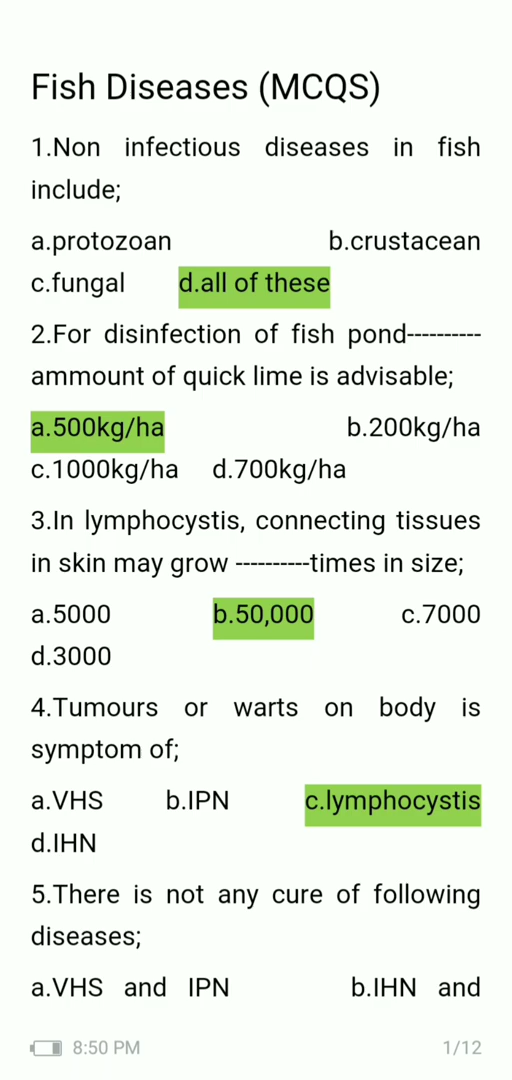 Fish Diseases (MCQS)
1.Non infectious diseases in fish
include;
a.protozoan b.crustacean
c.fungal d.all of these
2.For disinfection of fish pond----------
ammount of quick lime is advisable;
a.500kg/ha b.200kg/ha
c.1000kg/ha d.700kg/ha
3.In lymphocystis, connecting tissues
in skin may grow ----------times in size;
a.5000 b.50,000 c.7000
d.3000
4.Tumours or warts on body is
symptom of;
a.VHS b.IPN c.lymphocystis
d.IHN
5.There is not any cure of following
diseases;
a.VHS and IPN b.IHN and
8:50 PM 1/12